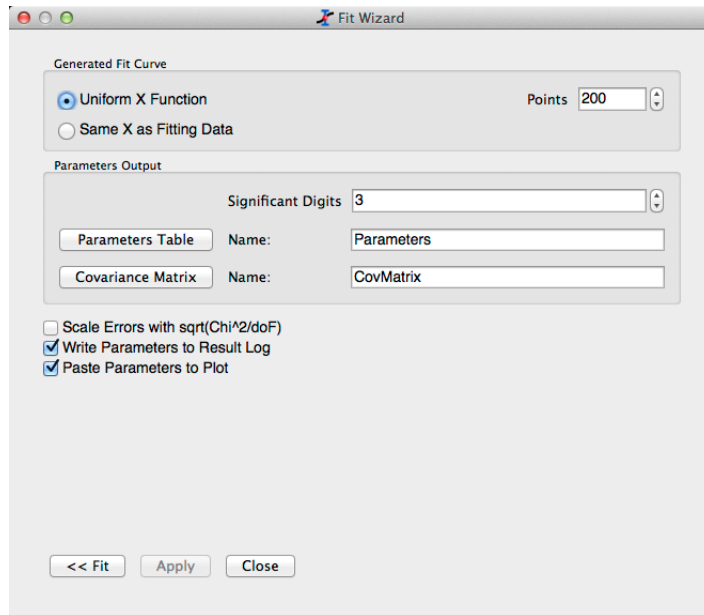 Fit Wizard
Generated Fit Curve
Uniform X Function Points 200
Same X as Fitting Data
Parameters Output
Significant Digits 3
Parameters Table Name: Parameters
Covariance Matrix Name: CovMatrix
Scale Errors with sqrt(Chi^2/doF)
Write Parameters to Result Log
Paste Parameters to Plot
<< Fit Apply Close